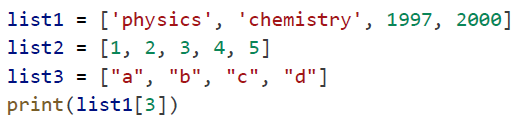 list1 = ['physics', 'chemistry', 1997, 2000]
list2 = [1, 2, 3, 4, 5]
list3 = ["a", "b", "c", "d"]
print(list1[3])